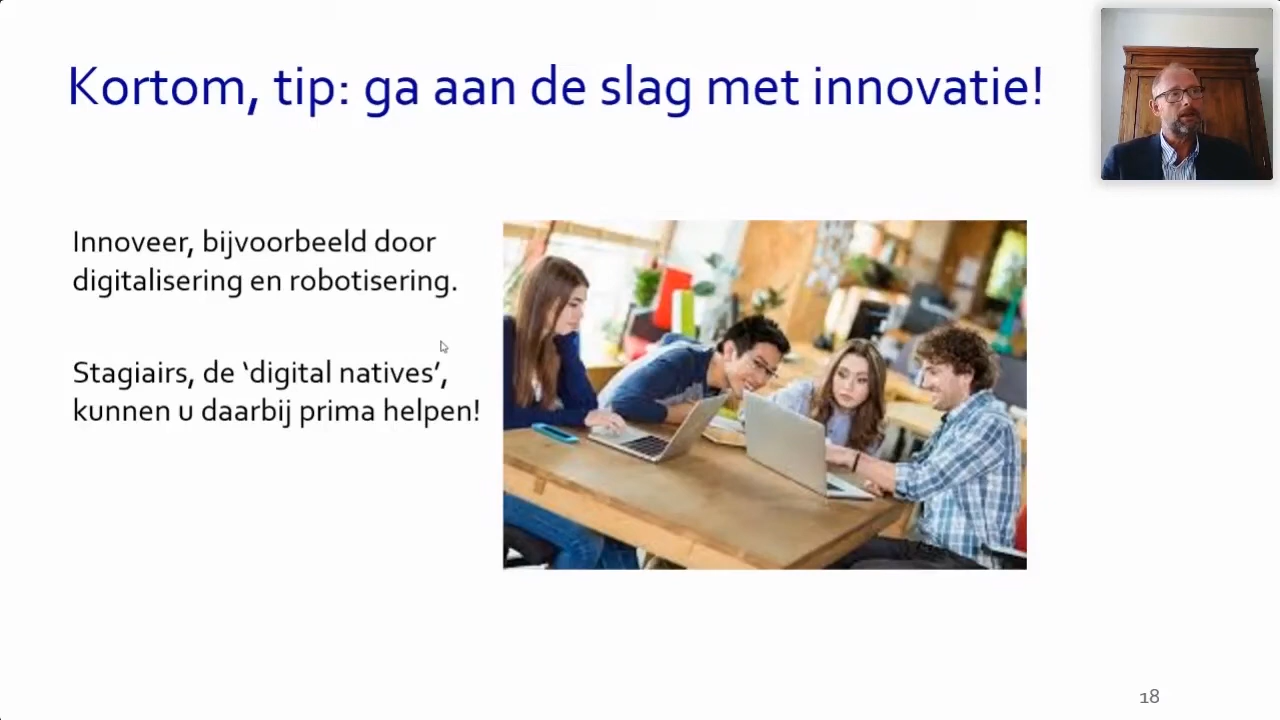 Kortom, tip: ga aan de slag met innovatie!
Innoveer, bijvoorbeeld door
digitalisering en robotisering.
Stagiairs, de ‘digital natives’,
kunnen u daarbij prima helpen!
18